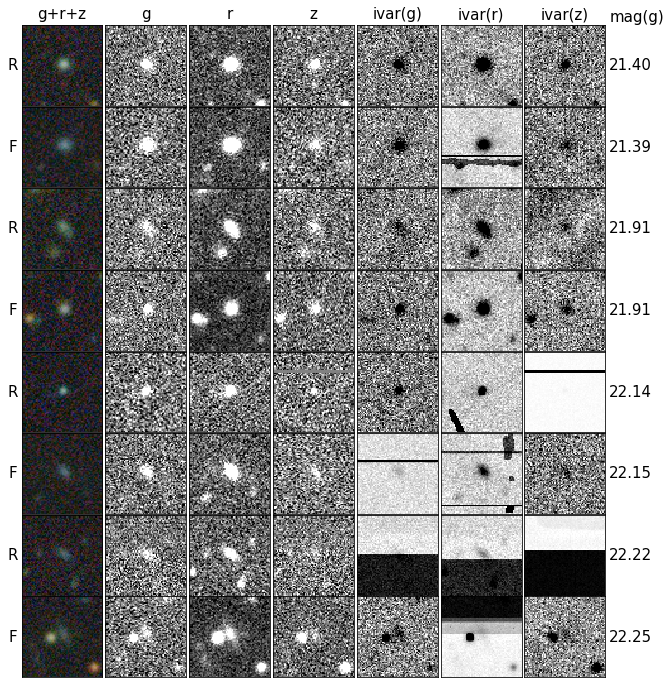 g+r+z g r z ivar(g) ivar(r) ivar(z) mag(g)
R 21.40
F 21.39
R 21.91
F 21.91
R 22.14
F 22.15
R 22.22
F 22.25